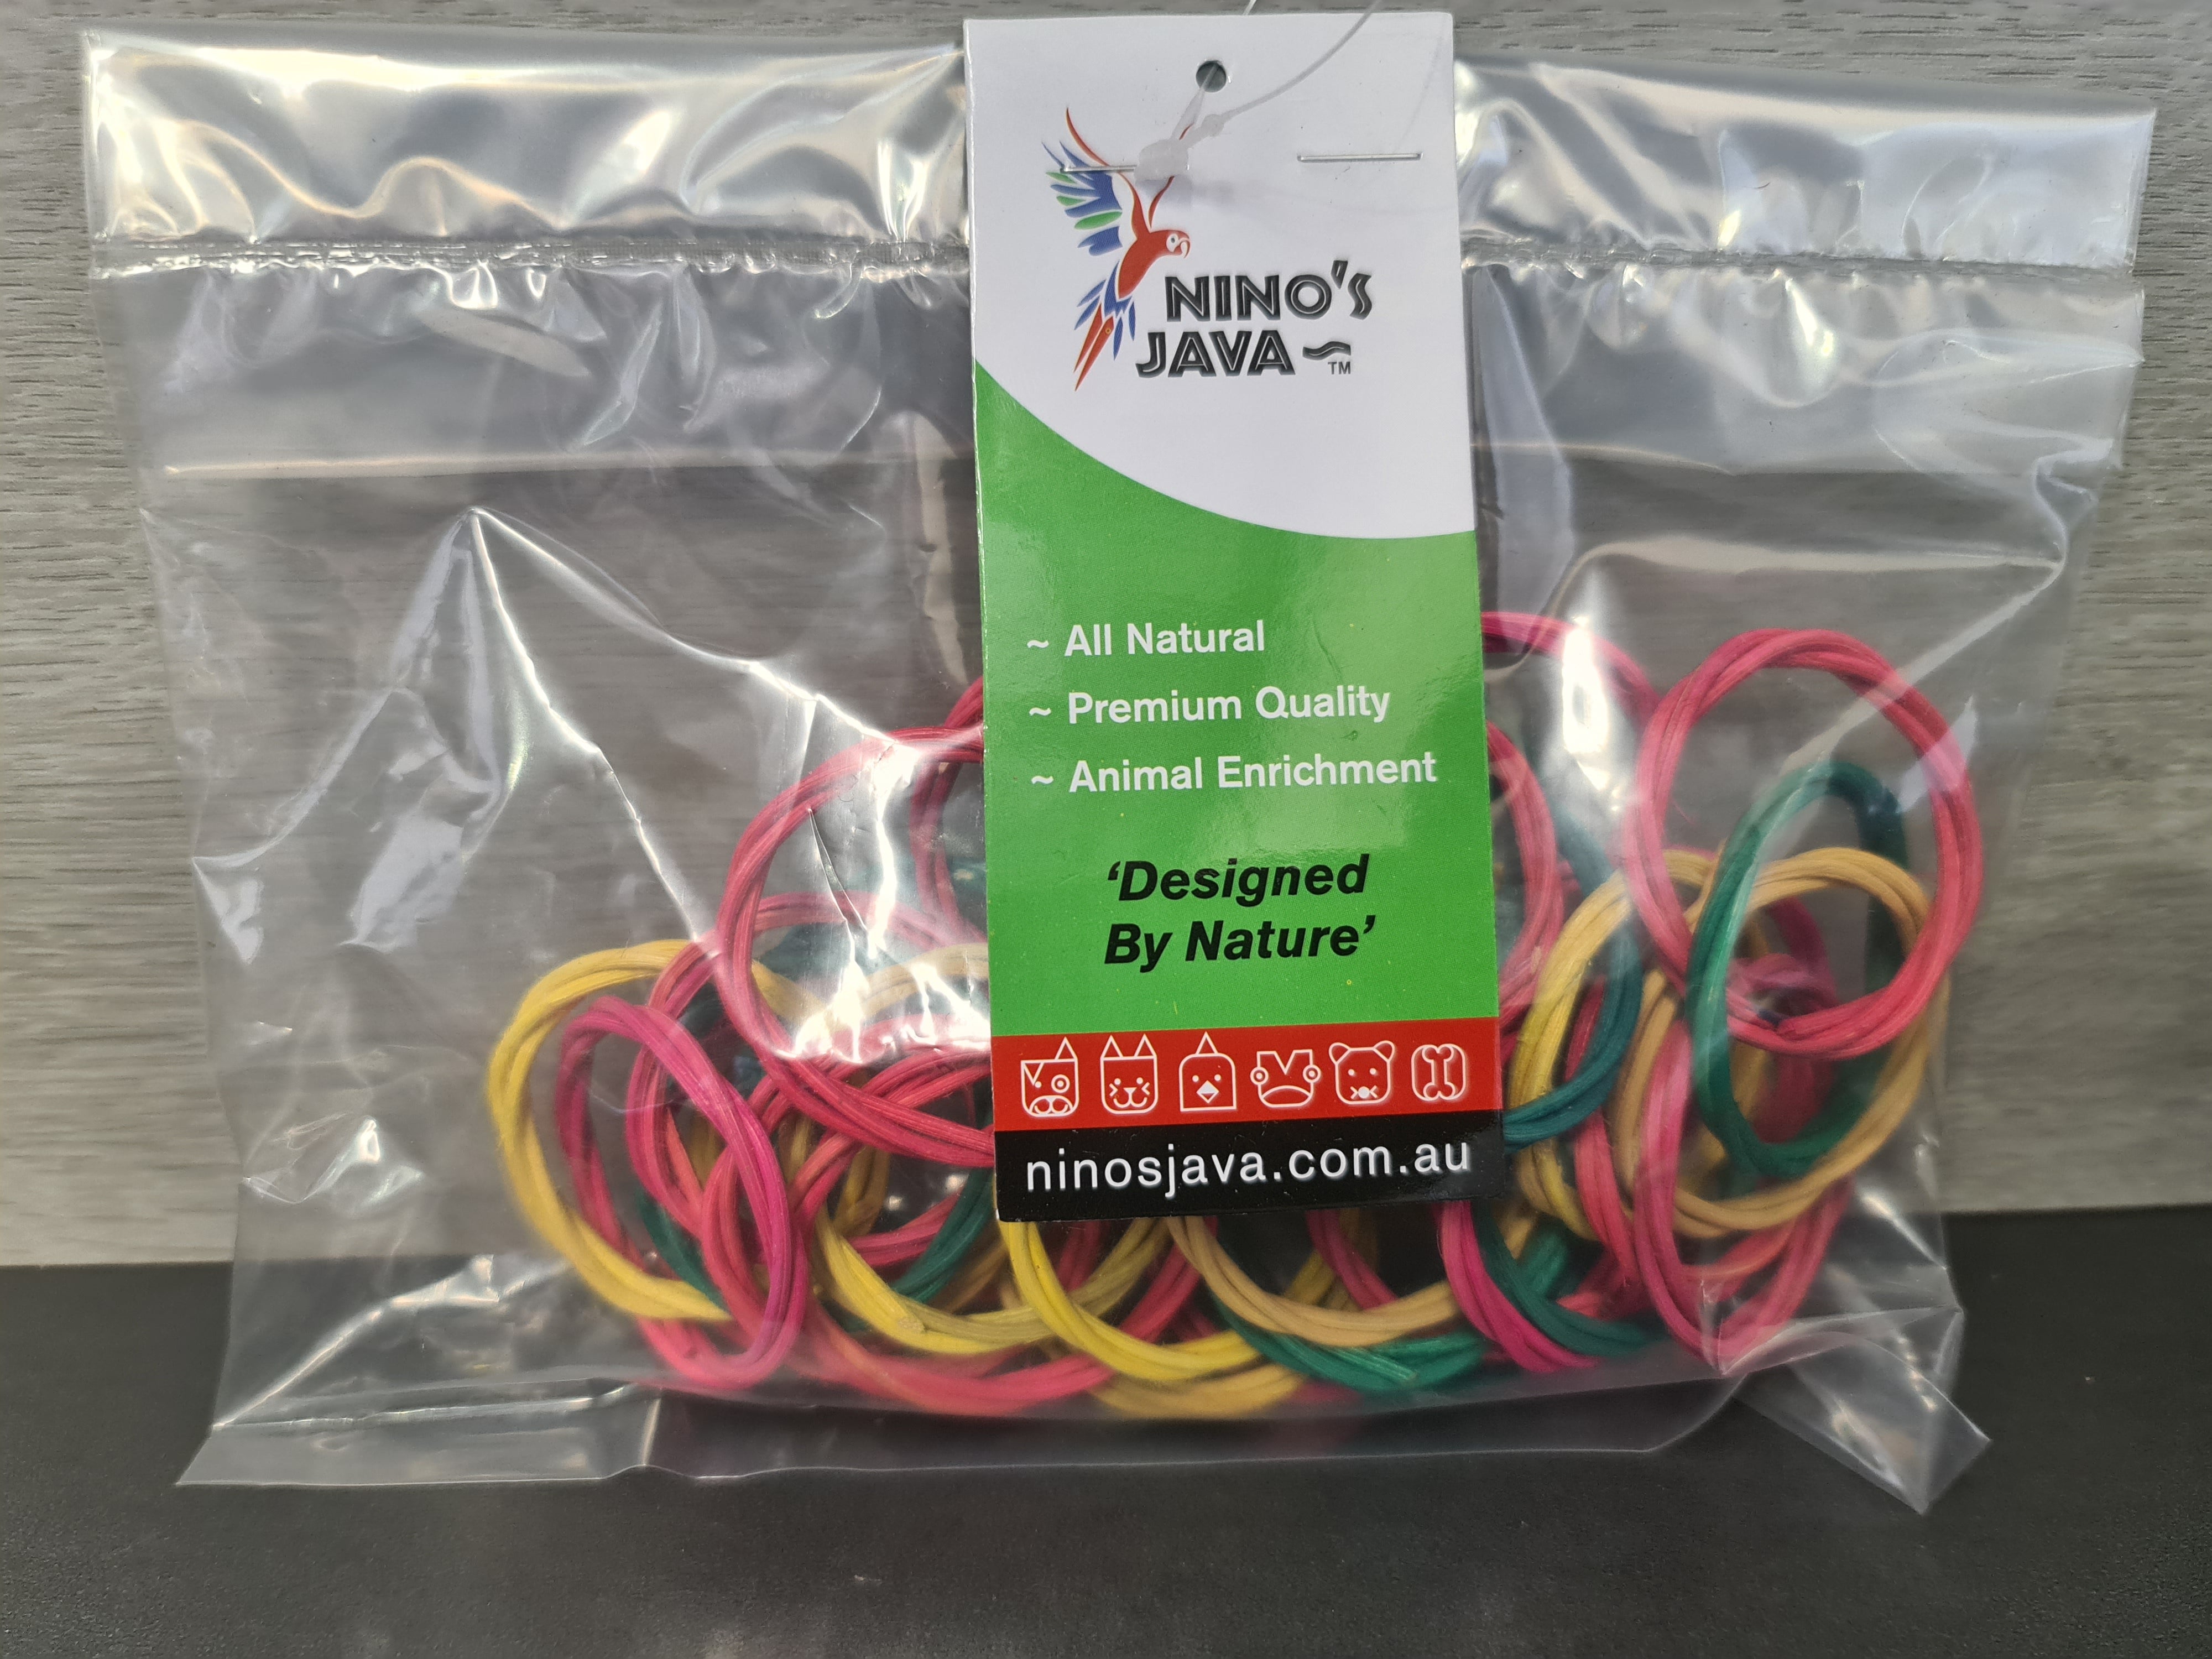 NINO'S
JAVA ~ TM
~ All Natural
~ Premium Quality
~ Animal Enrichment
'Designed
By Nature'
ninosjava.com.au